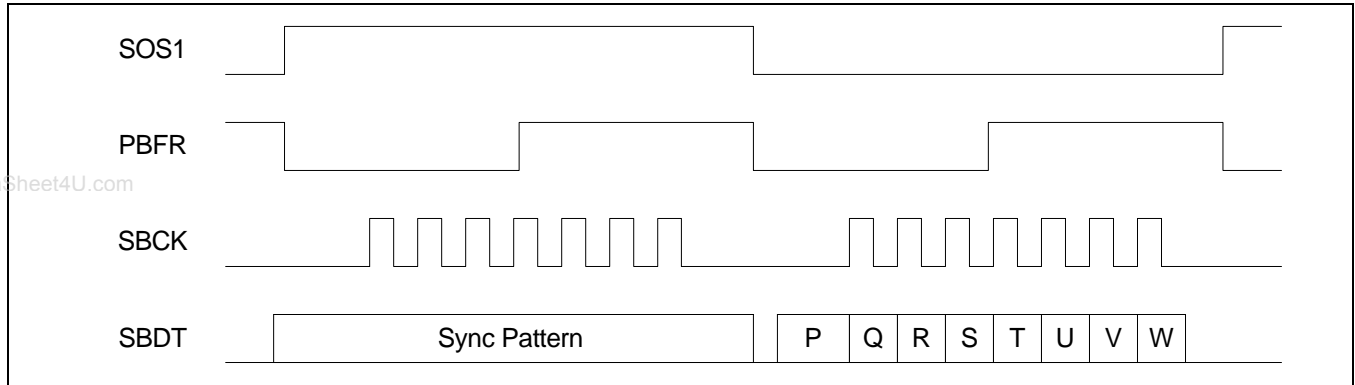 SOS1
PBFR
Sheet4U.com
SBCK
SBDT Sync Pattern P Q R S T U V W